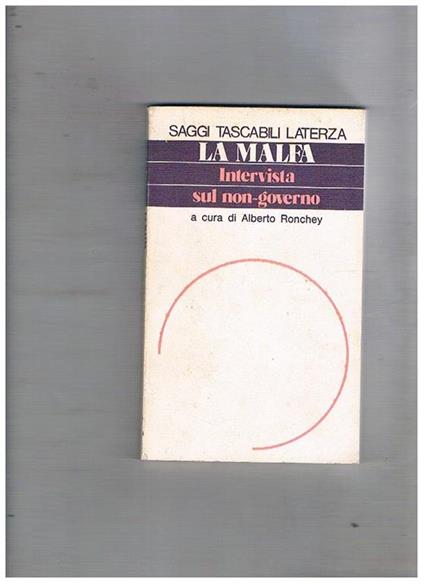 SAGGI TASCABILI LATERZA
LA MALFA
Intervista
sul non-governo
a cura di Alberto Ronchey